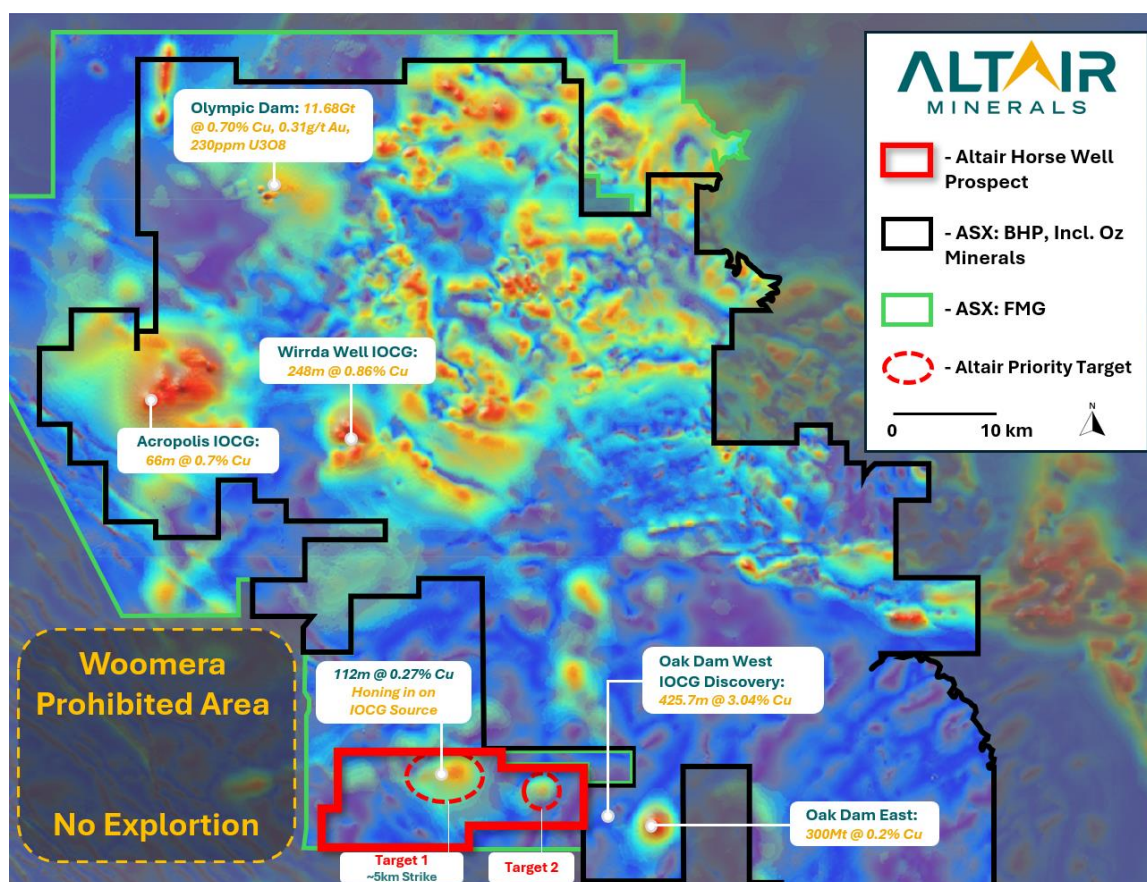 ALTAIR
MINERALS
- Altair Horse Well
Prospect
- ASX: BHP, Incl. Oz
Minerals
- ASX: FMG
- Altair Priority Target
N
0 10 km
Olympic Dam: 11.68Gt
@ 0.70% Cu, 0.31g/t Au,
230ppm U3O8
Wirrda Well IOCG:
248m @ 0.86% Cu
Acropolis IOCG:
66m @ 0.7% Cu
Woomera
Prohibited Area
No Explortion
112m @ 0.27% Cu
Honing in on
IOCG Source
Oak Dam West
IOCG Discovery:
425.7m @ 3.04% Cu
Oak Dam East:
300Mt @ 0.2% Cu
Target 1
~5km Strike
Target 2